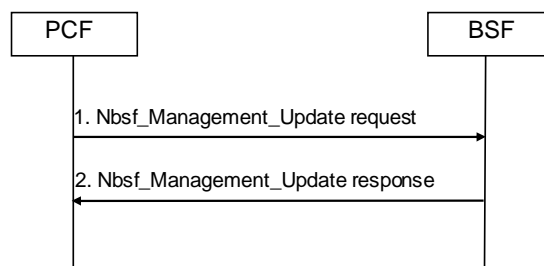 PCF
BSF
1. Nbsf_Management_Update request
2. Nbsf_Management_Update response